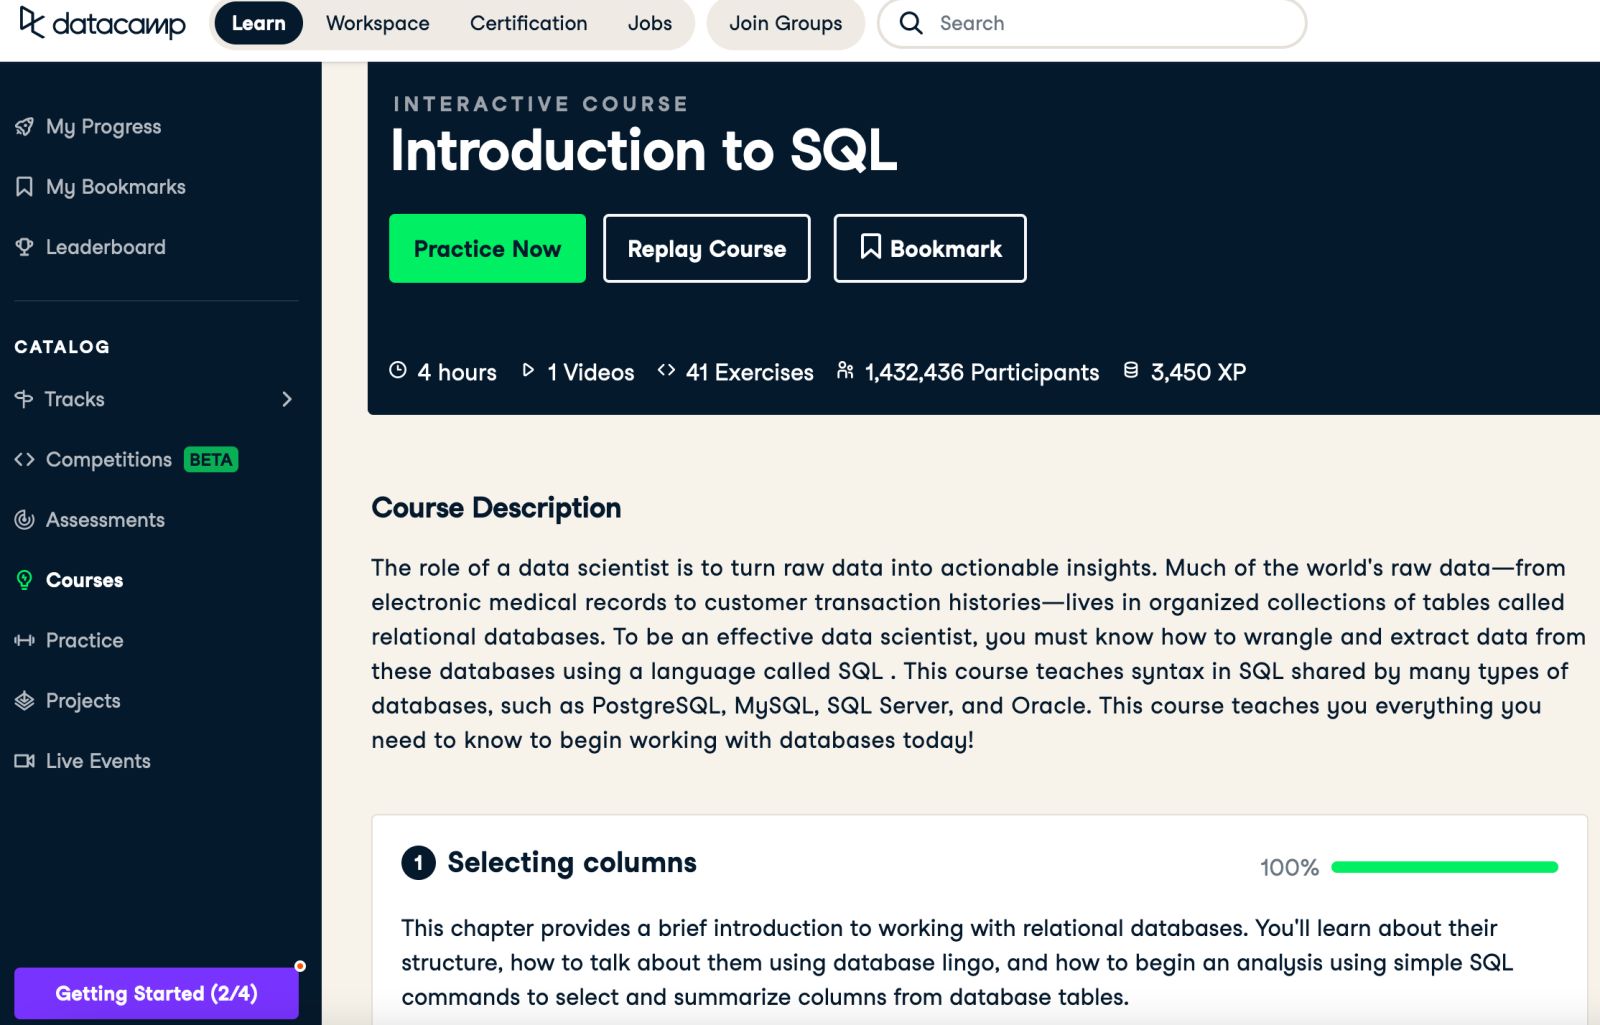 datacamp
Learn
Workspace
Certification
Jobs
Join Groups
Search
My Progress
My Bookmarks
Leaderboard
CATALOG
Tracks
Competitions BETA
Assessments
Courses
Practice
Projects
Live Events
Getting Started (2/4)
INTERACTIVE COURSE
Introduction to SQL
Practice Now
Replay Course
Bookmark
4 hours
1 Videos
41 Exercises
1,432,436 Participants
3,450 XP
Course Description
The role of a data scientist is to turn raw data into actionable insights. Much of the world's raw data—from
electronic medical records to customer transaction histories—lives in organized collections of tables called
relational databases. To be an effective data scientist, you must know how to wrangle and extract data from
these databases using a language called SQL . This course teaches syntax in SQL shared by many types of
databases, such as PostgreSQL, MySQL, SQL Server, and Oracle. This course teaches you everything you
need to know to begin working with databases today!
1 Selecting columns
100%
This chapter provides a brief introduction to working with relational databases. You'll learn about their
structure, how to talk about them using database lingo, and how to begin an analysis using simple SQL
commands to select and summarize columns from database tables.